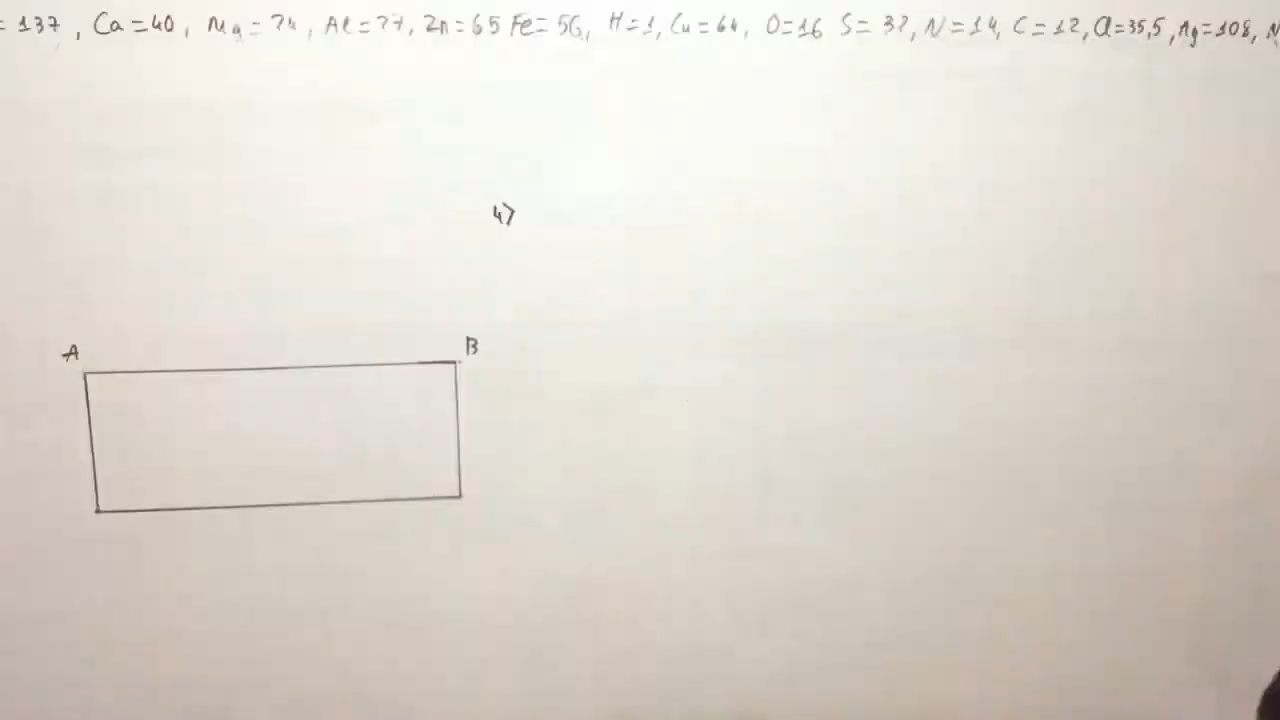 = 137 , Ca = 40 , Mg = 24 , Al = 27, Zn = 65 Fe = 56, H = 1, Cu = 64, O = 16 S = 32, N = 14, C = 12, Cl = 35,5 , Ag = 108, N
4)
A
B